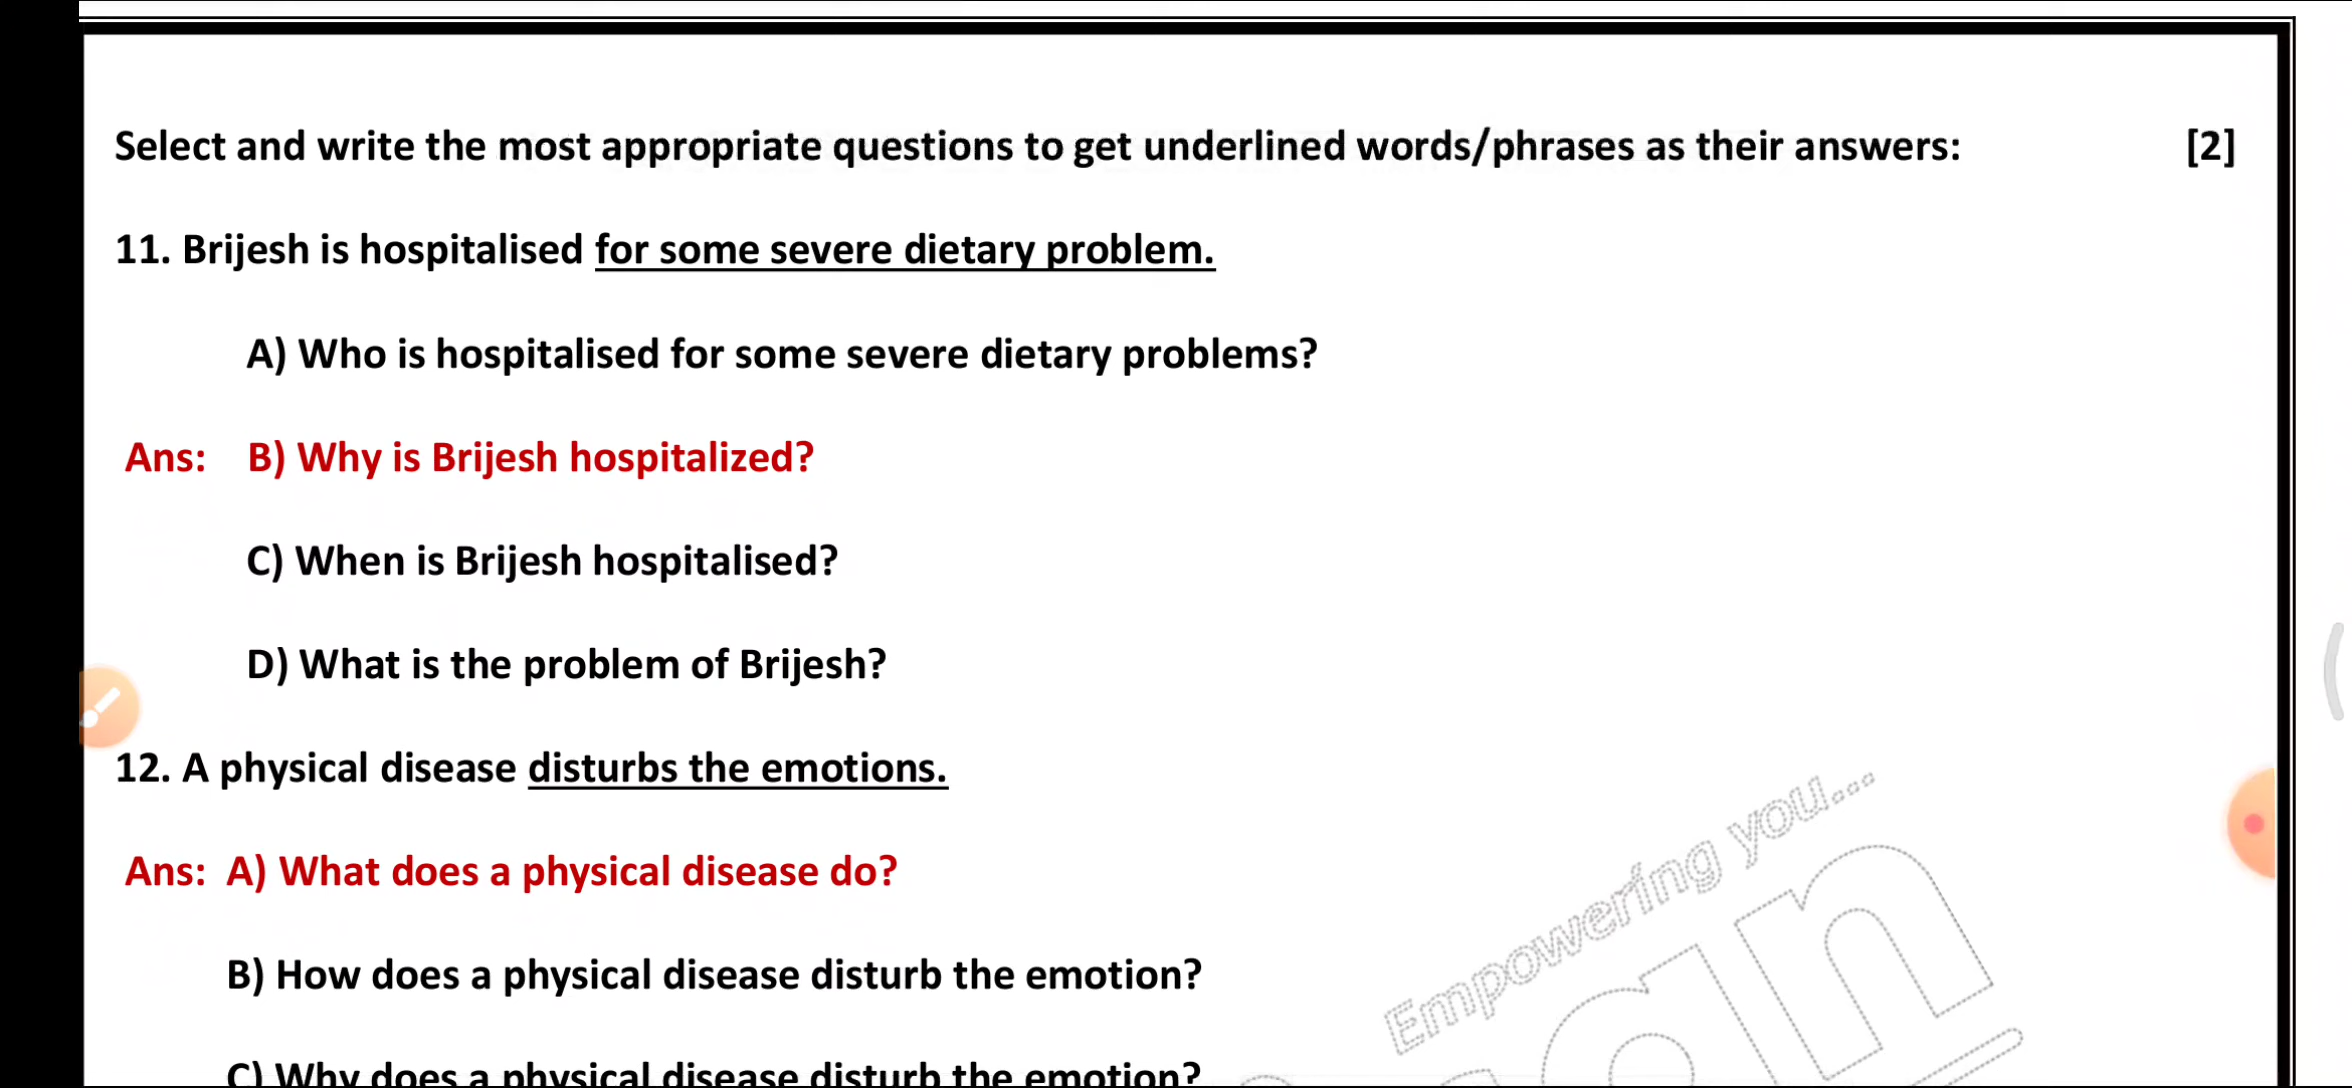 Select and write the most appropriate questions to get underlined words/phrases as their answers: [2]
11. Brijesh is hospitalised for some severe dietary problem.
A) Who is hospitalised for some severe dietary problems?
Ans: B) Why is Brijesh hospitalized?
C) When is Brijesh hospitalised?
D) What is the problem of Brijesh?
12. A physical disease disturbs the emotions.
Ans: A) What does a physical disease do?
B) How does a physical disease disturb the emotion?
C) Why does a physical disease disturb the emotion?
Empowering you...